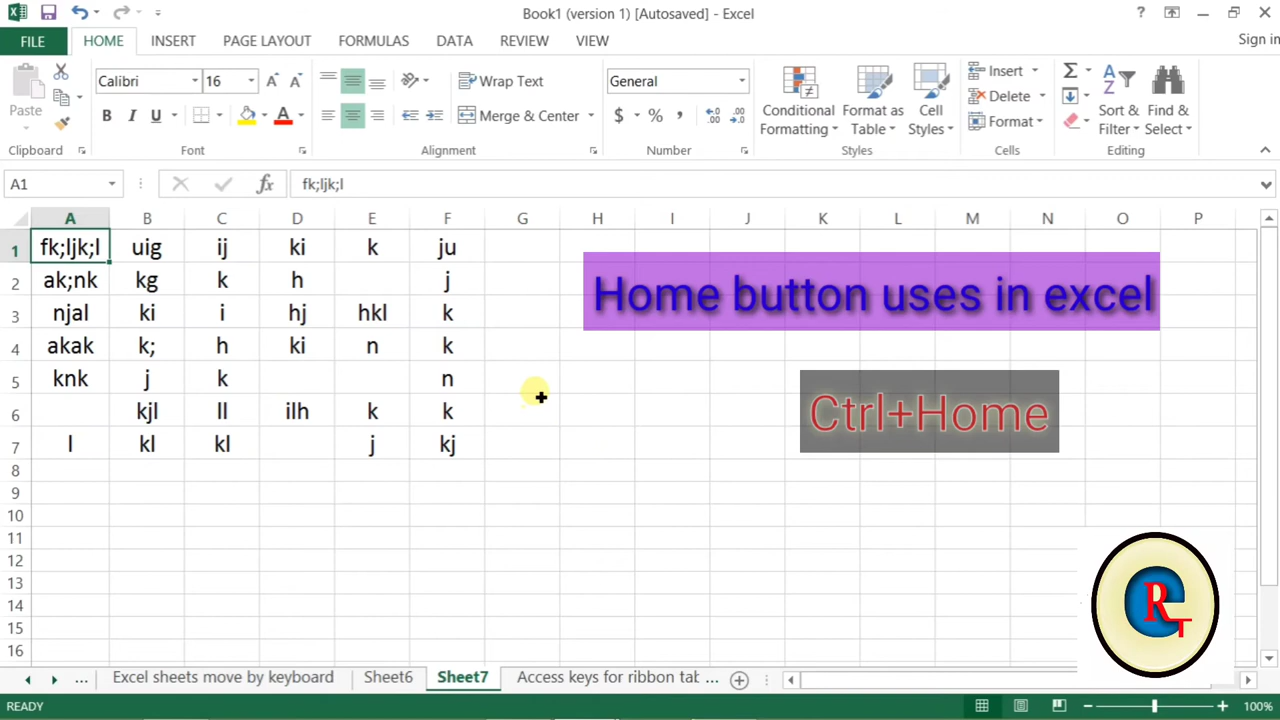 Book1 (version 1) [Autosaved] - Excel
FILE HOME INSERT PAGE LAYOUT FORMULAS DATA REVIEW VIEW Sign in
Calibri 16 Wrap Text General Insert
Paste B I U Merge & Center $ % , Conditional Formatting Format as Table Cell Styles Delete Format Sort & Filter Find & Select
Clipboard Font Alignment Number Styles Cells Editing
A1 fx fk;ljk;l
A B C D E F G H I J K L M N O P
1 fk;ljk;l uig ij ki k ju
2 ak;nk kg k h j
3 njal ki i hj hkl k
4 akak k; h ki n k
5 knk j k n
6 kjl ll ilh k k
7 l kl kl j kj
8
9
10
11
12
13
14
15
16
Home button uses in excel
Ctrl+Home
e R T
... Excel sheets move by keyboard Sheet6 Sheet7 Access keys for ribbon tab ...
READY 100%